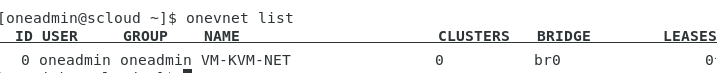 [oneadmin@scloud ~]$ onevnet list
ID USER GROUP NAME CLUSTERS BRIDGE LEASES
0 oneadmin oneadmin VM-KVM-NET 0 br0 0